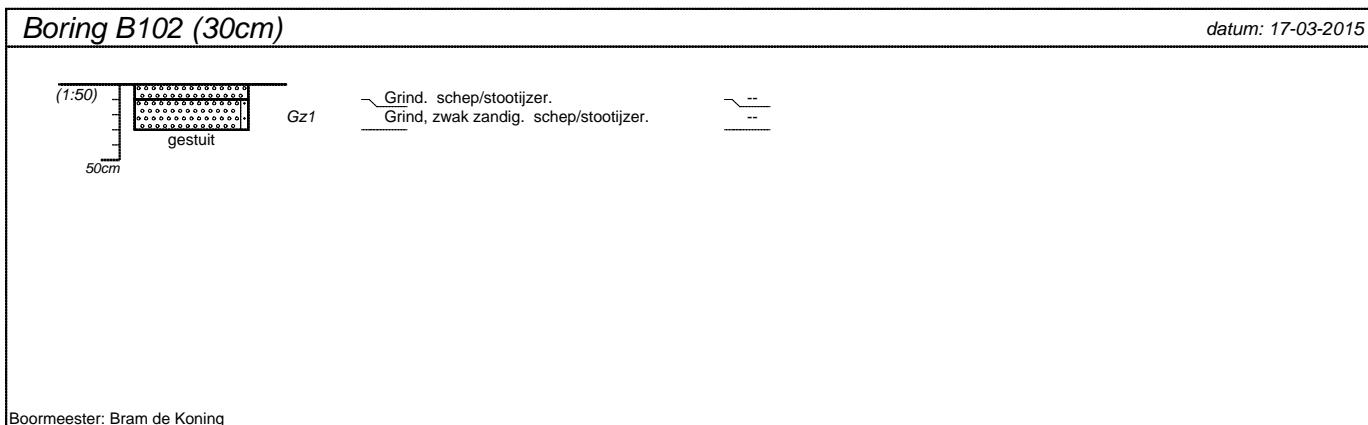 Boring B102 (30cm) datum: 17-03-2015
(1:50) Grind. schep/stootijzer. --
Gz1 Grind, zwak zandig. schep/stootijzer. --
gestuit
50cm
Boormeester: Bram de Koning